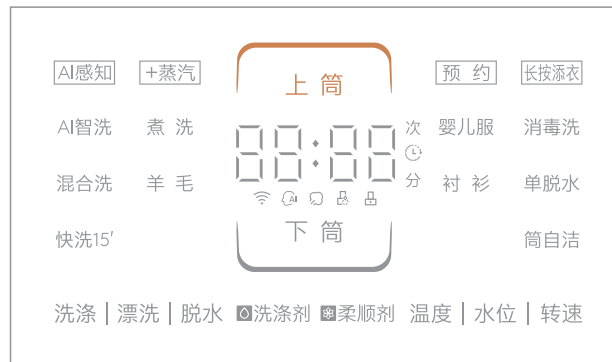 AI感知 +蒸汽 上筒 预约 长按添衣
AI智洗 煮洗 88:88 次 婴儿服 消毒洗
混合洗 羊毛 分 衬衫 单脱水
AI
快洗15' 下筒 筒自洁
洗涤 | 漂洗 | 脱水 洗涤剂 柔顺剂 温度 | 水位 | 转速